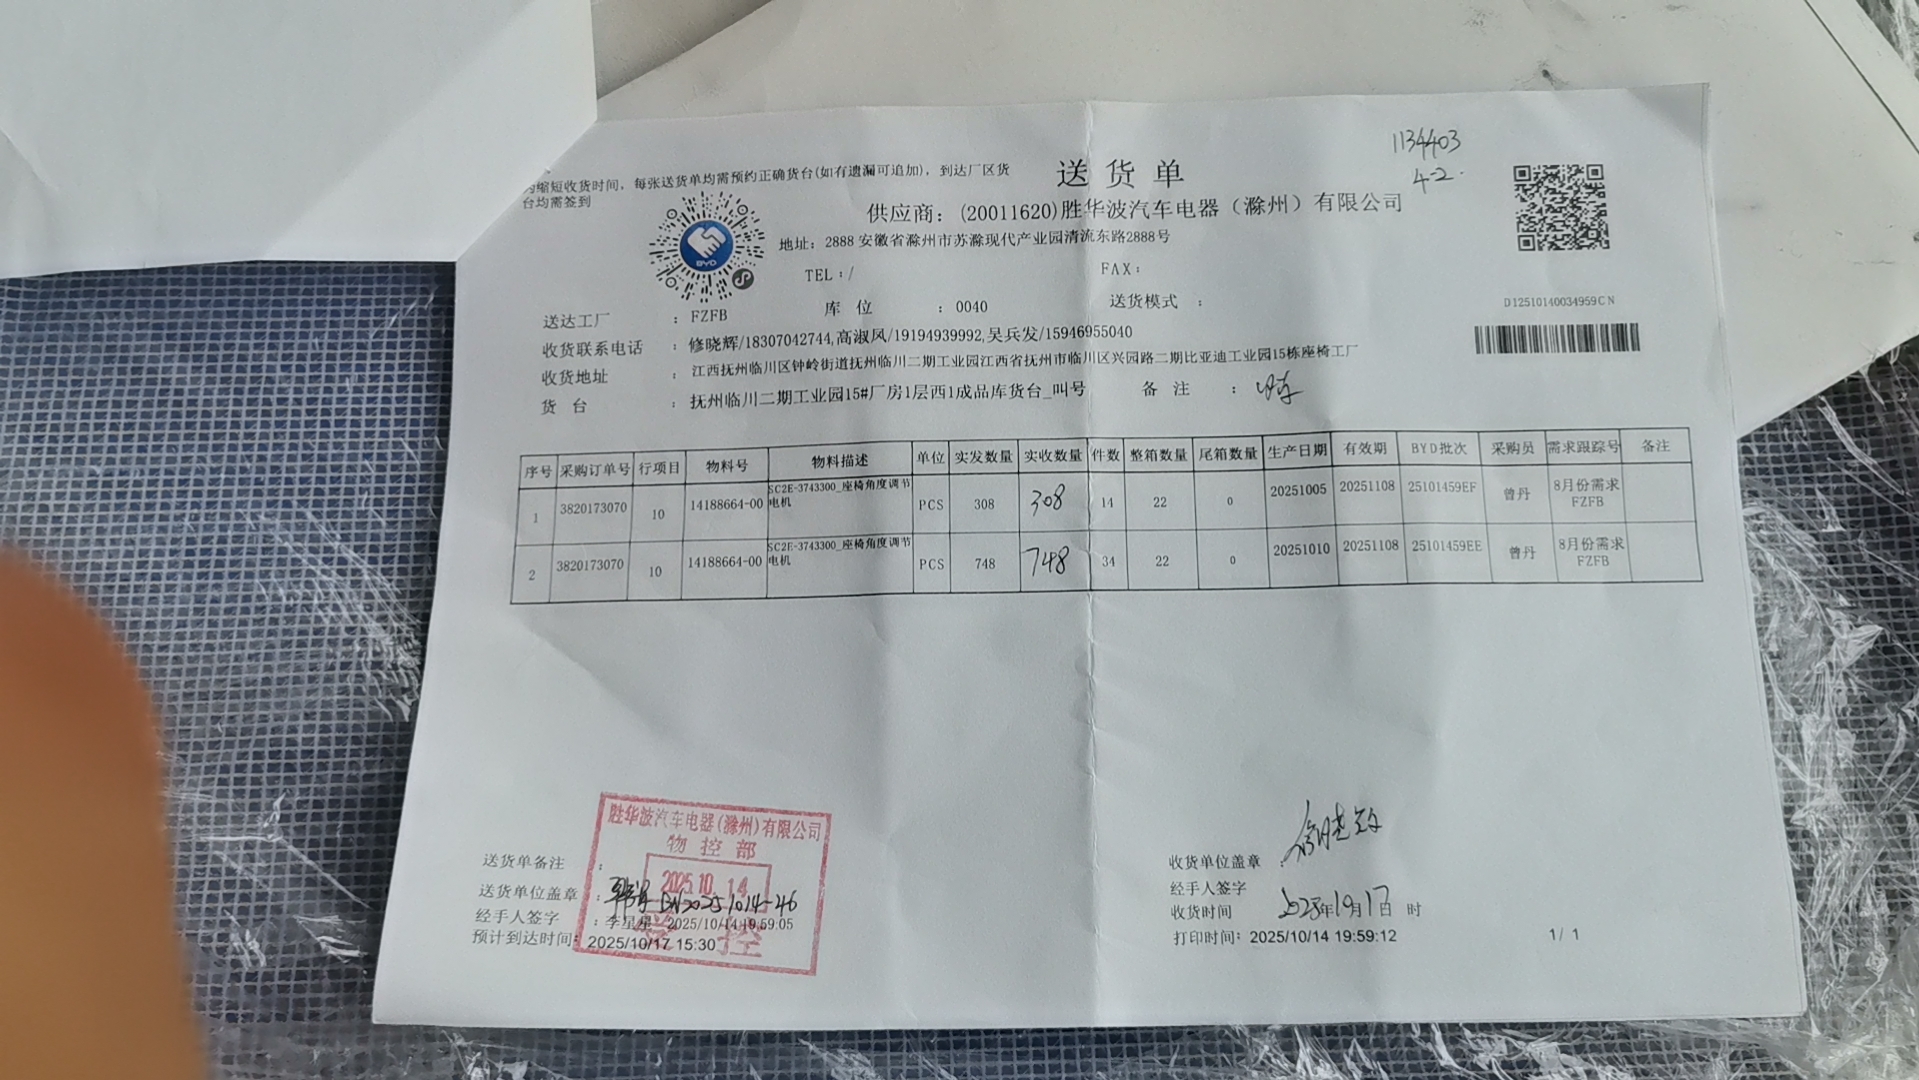 为缩短收货时间，每张送货单均需预约正确货台(如有遗漏可追加)，到达厂区货
台均需签到
送 货 单
1134403
4-2.
供应商：(20011620)胜华波汽车电器（滁州）有限公司
地址：2888 安徽省滁州市苏滁现代产业园清流东路2888号
TEL：/
FAX：
BYD
D12510140034959CN
送达工厂 ：FZFB
库 位 ：0040
送货模式 ：
收货联系电话 ：修晓辉/18307042744,高淑凤/19194939992,吴兵发/15946955040
收货地址 ：江西抚州临川区钟岭街道抚州临川二期工业园江西省抚州市临川区兴园路二期比亚迪工业园15栋座椅工厂
货 台 ：抚州临川二期工业园15#厂房1层西1成品库货台_叫号
备 注 ：
序号 采购订单号 行项目 物料号 物料描述 单位 实发数量 实收数量 件数 整箱数量 尾箱数量 生产日期 有效期 BYD批次 采购员 需求跟踪号 备注
1 3820173070 10 14188664-00 SC2E-3743300_座椅角度调节电机 PCS 308 308 14 22 0 20251005 20251108 25101459EF 曾丹 8月份需求FZFB
2 3820173070 10 14188664-00 SC2E-3743300_座椅角度调节电机 PCS 748 748 34 22 0 20251010 20251108 25101459EE 曾丹 8月份需求FZFB
胜华波汽车电器(滁州)有限公司
物控部
2025.10.14
送货单备注 ：
送货单位盖章 ： DN20251014-46
经手人签字 ：李星星 2025/10/14 19:59:05
预计到达时间：2025/10/17 15:30
收货单位盖章 ：
经手人签字
收货时间 2025年10月17日 时
打印时间：2025/10/14 19:59:12
1/ 1